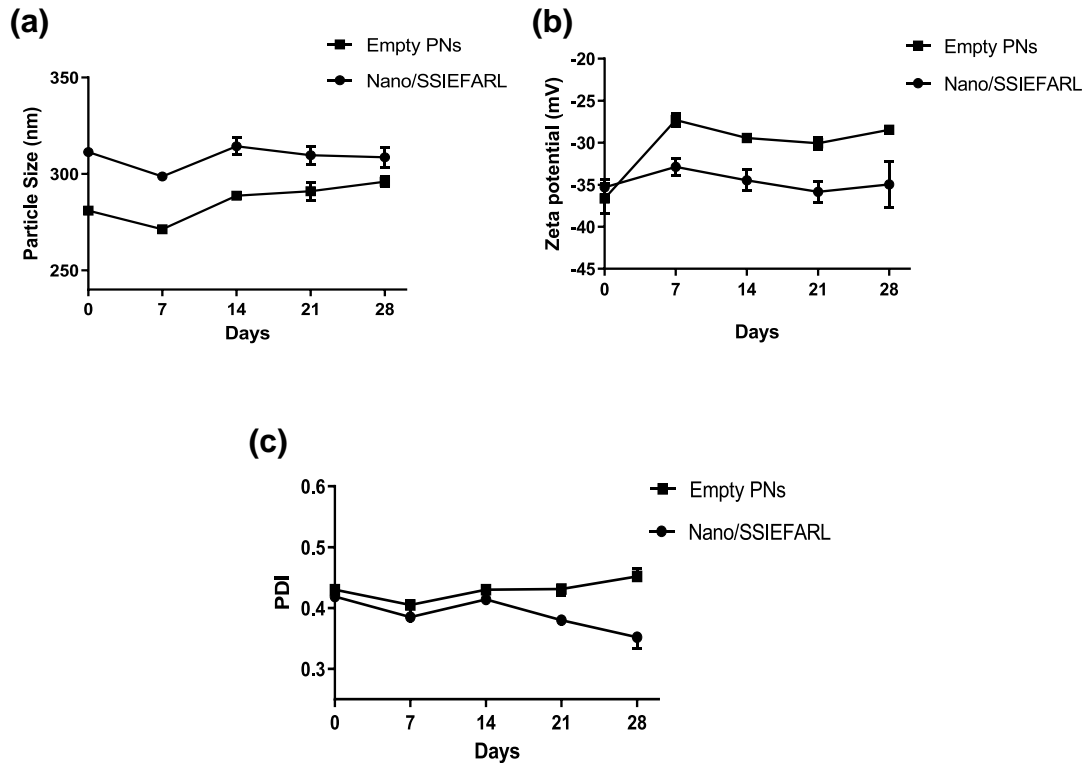 (a)
Empty PNs
Nano/SSIEFARL
350
300
250
Particle Size (nm)
0 7 14 21 28
Days
(b)
Empty PNs
Nano/SSIEFARL
-20
-25
-30
-35
-40
-45
Zeta potential (mV)
0 7 14 21 28
Days
(c)
Empty PNs
Nano/SSIEFARL
0.6
0.5
0.4
0.3
PDI
0 7 14 21 28
Days